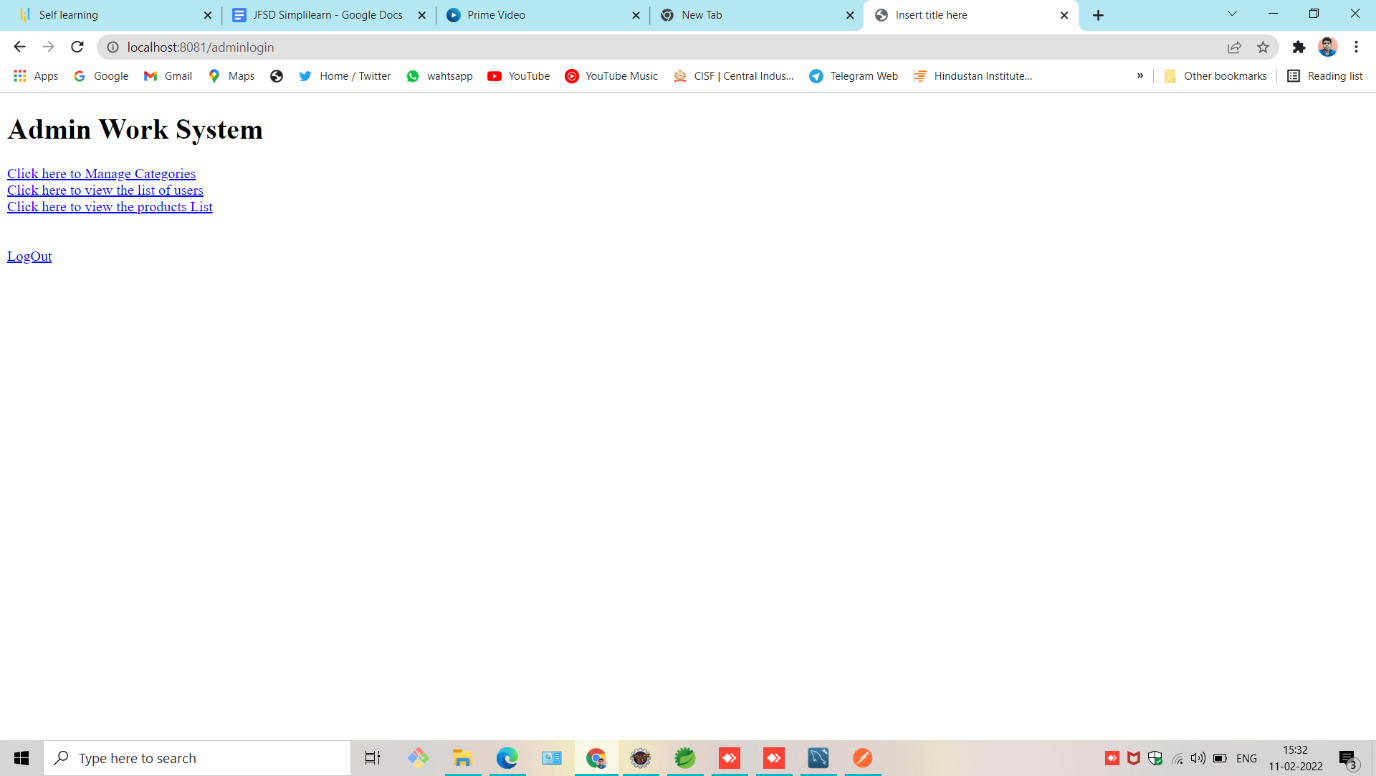 Self learning
JFSD Simplilearn - Google Docs
Prime Video
New Tab
Insert title here
localhost:8081/adminlogin
Apps
Google
Gmail
Maps
Home / Twitter
wahtsapp
YouTube
YouTube Music
CISF | Central Indus...
Telegram Web
Hindustan Institute...
»
Other bookmarks
Reading list
Admin Work System
Click here to Manage Categories
Click here to view the list of users
Click here to view the products List
LogOut
Type here to search
ENG
15:32
11-02-2022
3